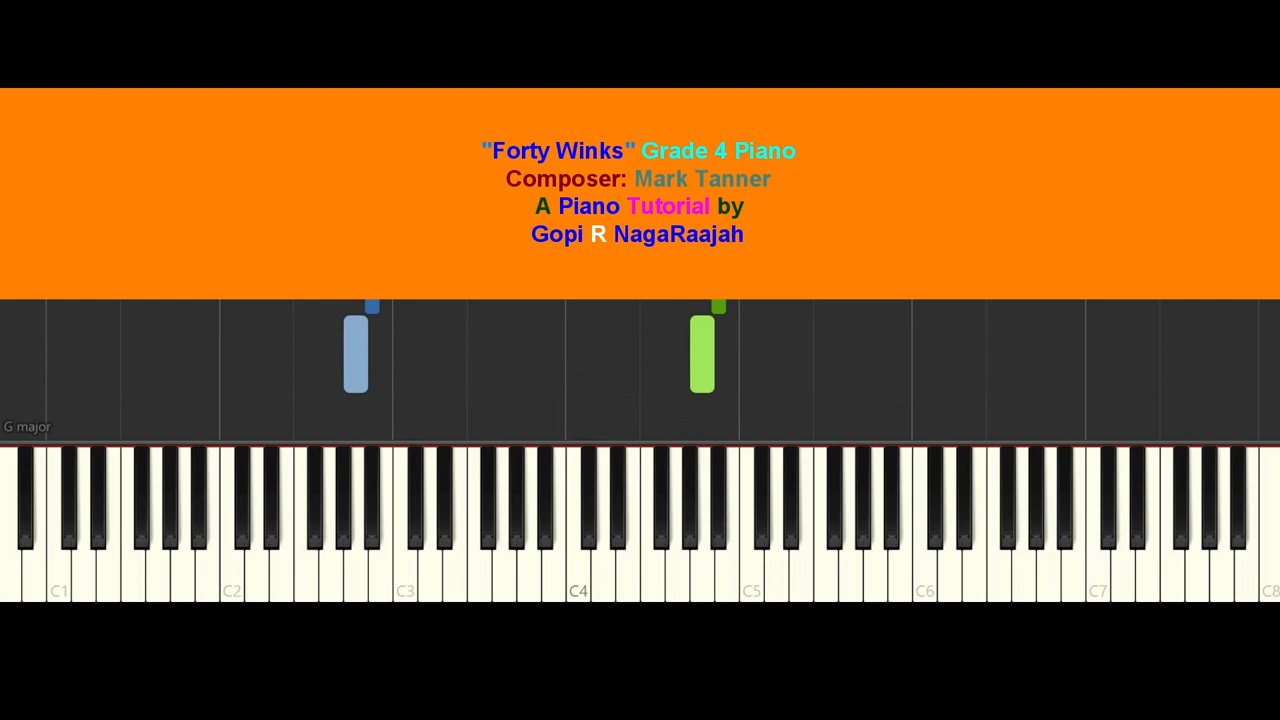 "Forty Winks" Grade 4 Piano
Composer: Mark Tanner
A Piano Tutorial by
Gopi R NagaRaajah
G major
C1 C2 C3 C4 C5 C6 C7 C8